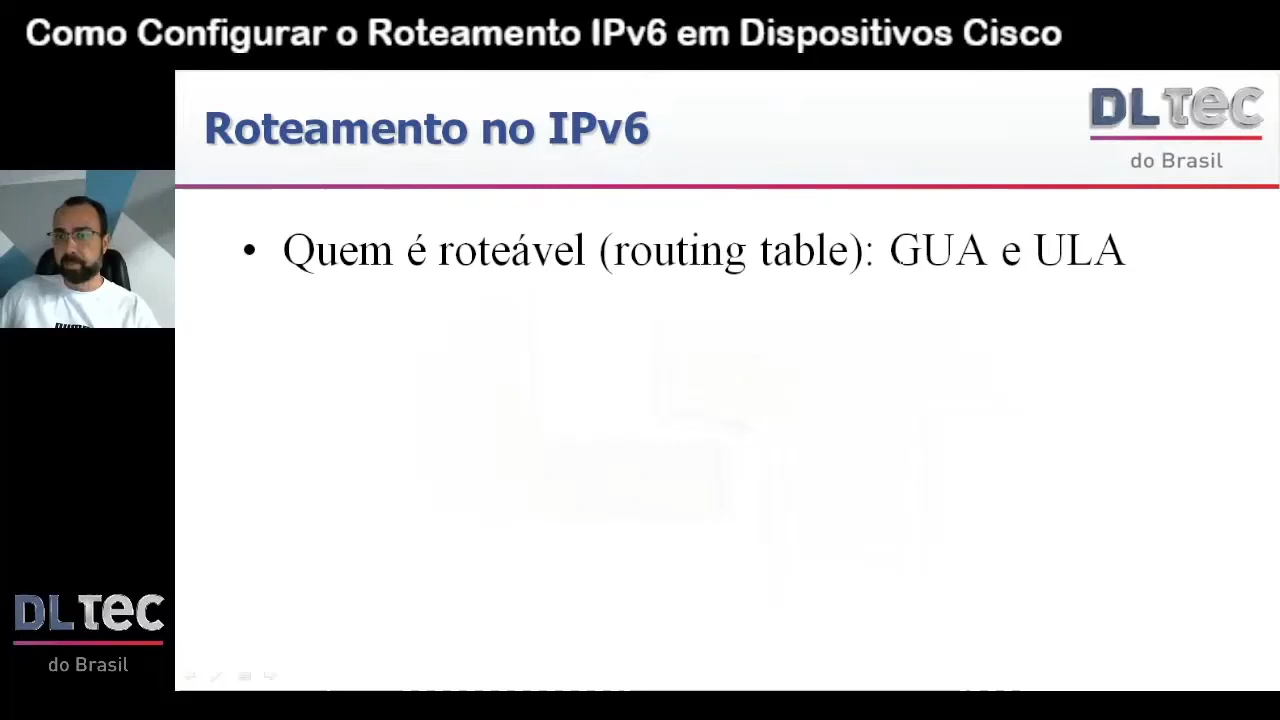 Como Configurar o Roteamento IPv6 em Dispositivos Cisco
Roteamento no IPv6
DLTec
do Brasil
• Quem é roteável (routing table): GUA e ULA
DLTec
do Brasil